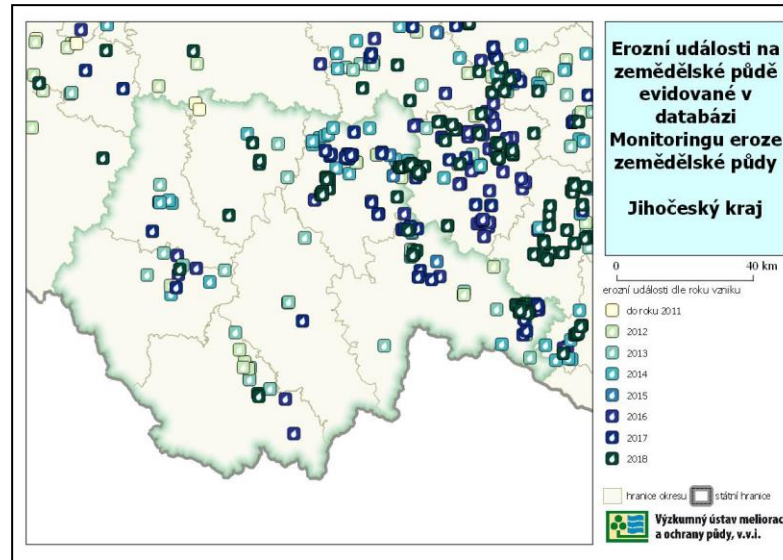 Erozní události na
zemědělské půdě
evidované v
databázi
Monitoringu eroze
zemědělské půdy
Jihočeský kraj
0 40 km
erozní události dle roku vzniku
do roku 2011
2012
2013
2014
2015
2016
2017
2018
hranice okresu státní hranice
Výzkumný ústav meliorac
a ochrany půdy, v.v.i.